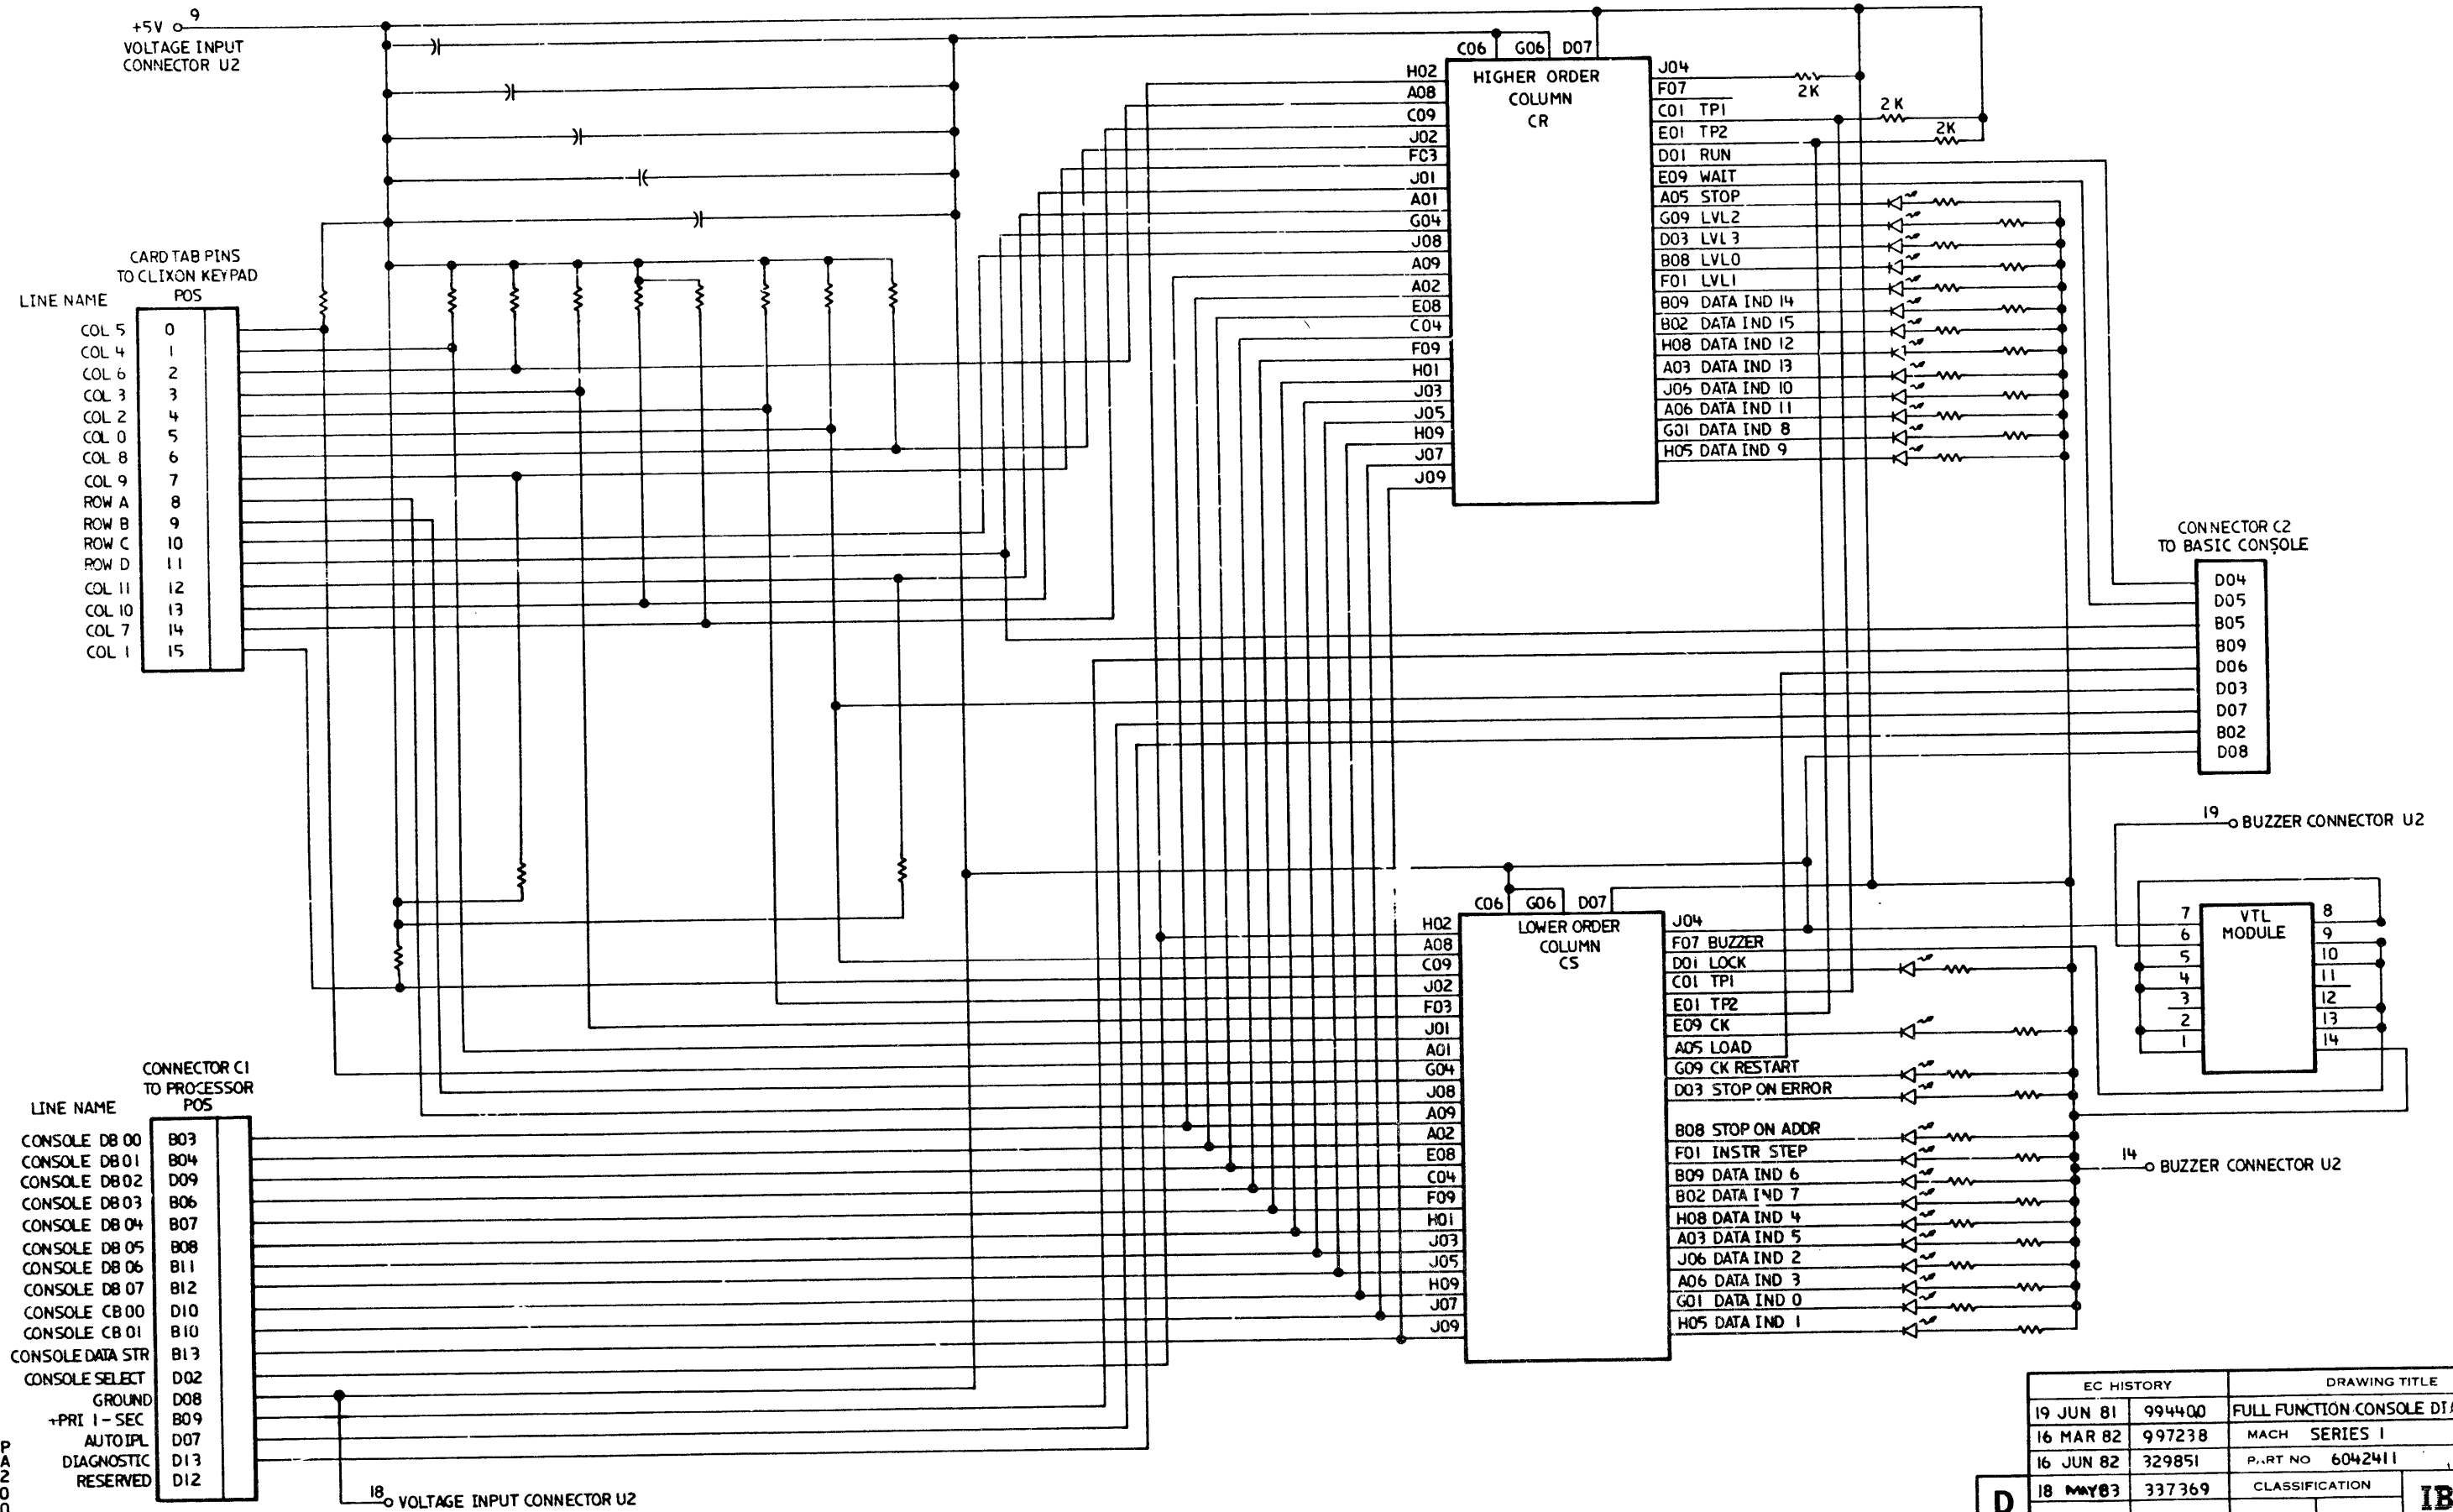 +5V 9
VOLTAGE INPUT
CONNECTOR U2
CARD TAB PINS
TO CLIXON KEYPAD
LINE NAME POS
COL 5 0
COL 4 1
COL 6 2
COL 3 3
COL 2 4
COL 0 5
COL 8 6
COL 9 7
ROW A 8
ROW B 9
ROW C 10
ROW D 11
COL 11 12
COL 10 13
COL 7 14
COL 1 15
C06 G06 D07
HIGHER ORDER
COLUMN
CR
H02
A08
C09
J02
FC3
J01
A01
G04
J08
A09
A02
E08
C04
F09
H01
J03
J05
H09
J07
J09
J04
F07
C01 TP1
E01 TP2
D01 RUN
E09 WAIT
A05 STOP
G09 LVL2
D03 LVL3
B08 LVL0
F01 LVL1
B09 DATA IND 14
B02 DATA IND 15
H08 DATA IND 12
A03 DATA IND 13
J06 DATA IND 10
A06 DATA IND 11
G01 DATA IND 8
H05 DATA IND 9
2K
2K
2K
CONNECTOR C2
TO BASIC CONSOLE
D04
D05
B05
B09
D06
D03
D07
B02
D08
19 BUZZER CONNECTOR U2
VTL
MODULE
7
6
5
4
3
2
1
8
9
10
11
12
13
14
14 BUZZER CONNECTOR U2
C06 G06 D07
LOWER ORDER
COLUMN
CS
H02
A08
C09
J02
F03
J01
A01
G04
J08
A09
A02
E08
C04
F09
H01
J03
J05
H09
J07
J09
J04
F07 BUZZER
D01 LOCK
C01 TP1
E01 TP2
E09 CK
A05 LOAD
G09 CK RESTART
D03 STOP ON ERROR
B08 STOP ON ADDR
F01 INSTR STEP
B09 DATA IND 6
B02 DATA IND 7
H08 DATA IND 4
A03 DATA IND 5
J06 DATA IND 2
A06 DATA IND 3
G01 DATA IND 0
H05 DATA IND 1
CONNECTOR C1
TO PROCESSOR
LINE NAME POS
CONSOLE DB 00 B03
CONSOLE DB 01 B04
CONSOLE DB 02 D09
CONSOLE DB 03 B06
CONSOLE DB 04 B07
CONSOLE DB 05 B08
CONSOLE DB 06 B11
CONSOLE DB 07 B12
CONSOLE CB 00 D10
CONSOLE CB 01 B10
CONSOLE DATA STR B13
CONSOLE SELECT D02
GROUND D08
+PRI 1-SEC B09
AUTO IPL D07
DIAGNOSTIC D13
RESERVED D12
18 VOLTAGE INPUT CONNECTOR U2
EC HISTORY DRAWING TITLE
19 JUN 81 994400 FULL FUNCTION CONSOLE
16 MAR 82 997238 MACH SERIES 1
16 JUN 82 329851 PART NO 6042411
18 MAY 83 337369 CLASSIFICATION
D